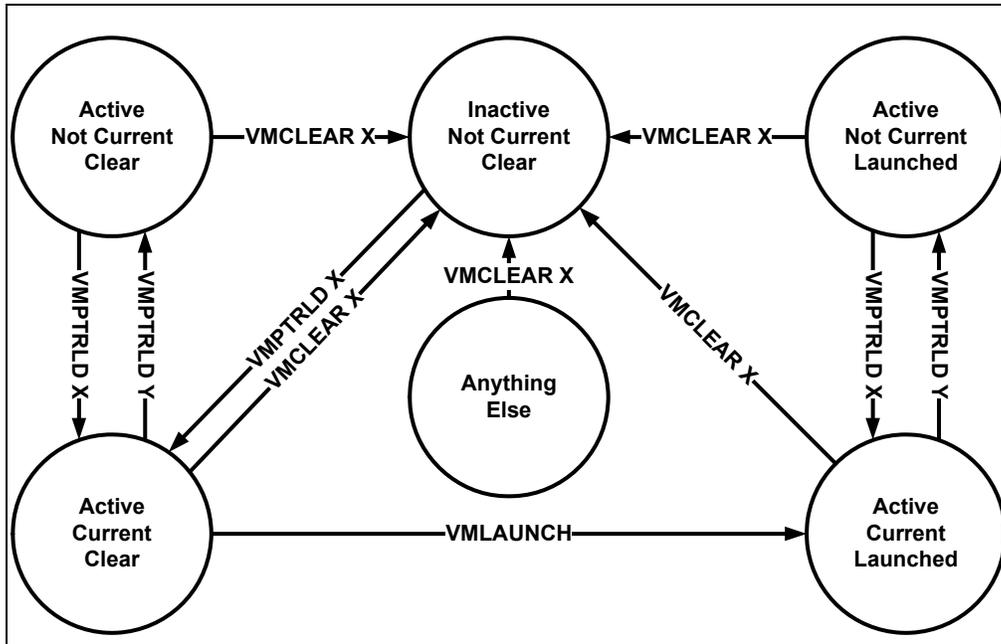 Active
Not Current
Clear
VMCLEAR X
Inactive
Not Current
Clear
VMCLEAR X
Active
Not Current
Launched
VMPTRLD X
VMPTRLD Y
VMPTRLD X
VMCLEAR X
VMCLEAR X
Anything
Else
VMCLEAR X
VMPTRLD X
VMPTRLD Y
Active
Current
Clear
VMLAUNCH
Active
Current
Launched